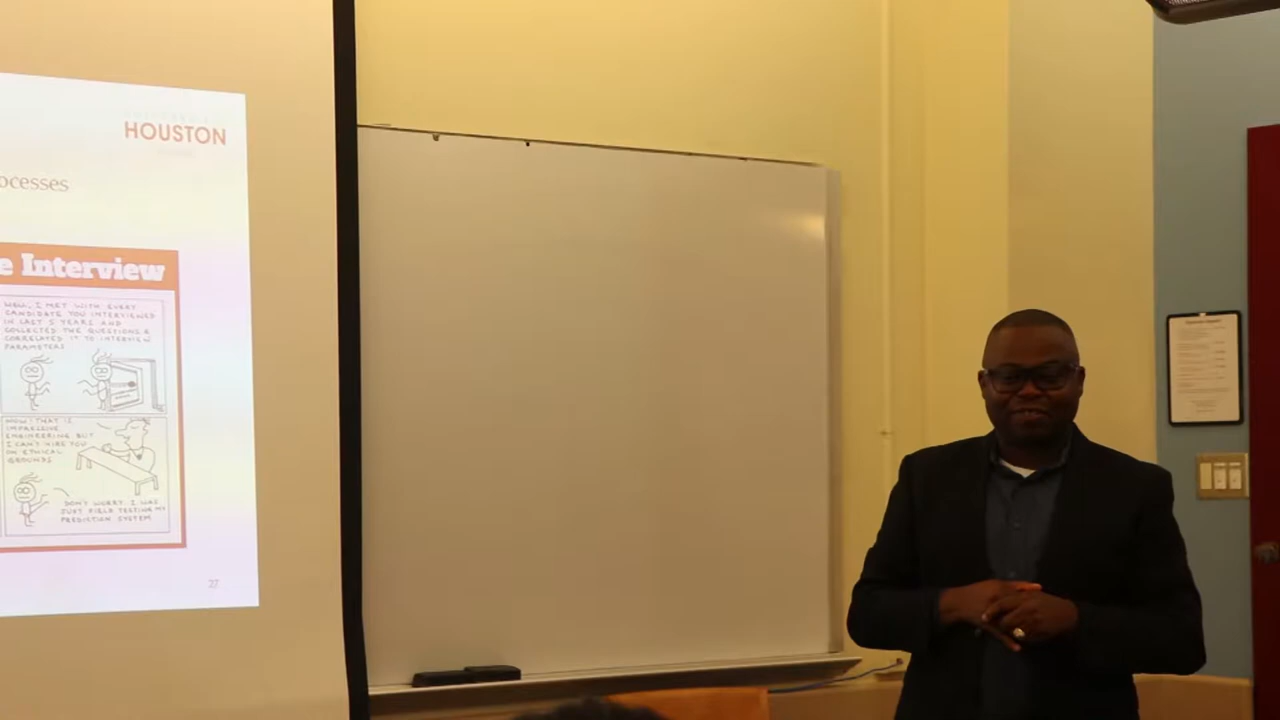 HOUSTON
ocesses
e Interview
WOW, I MET WITH EVERY
CANDIDATE YOU INTERVIEWED
IN LAST 5 YEARS AND
COLLECTED THE QUESTIONS &
CORRELATED IT TO INTERVIEW
PARAMETERS
WOW! THAT IS
IMPRESSIVE
ENGINEERING BUT
I CAN'T HIRE YOU
ON ETHICAL
GROUNDS
DON'T WORRY I WAS
JUST FIELD TESTING MY
PREDICTION SYSTEM
27